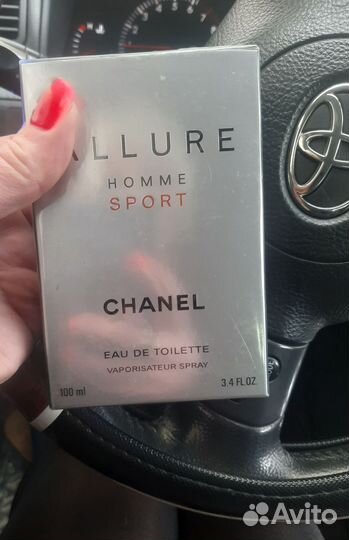 ALLURE
HOMME
SPORT
CHANEL
EAU DE TOILETTE
VAPORISATEUR SPRAY
100 ml 3.4 FL.OZ.
Avito